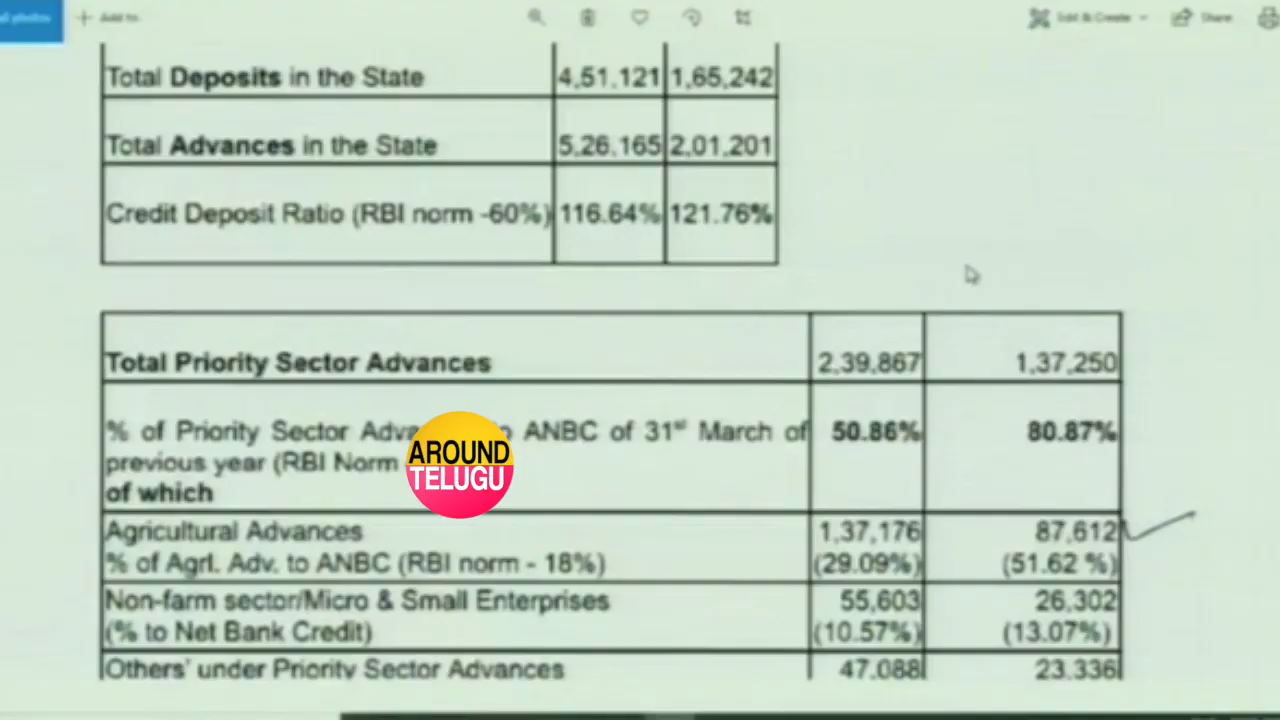 Add to
Edit & Create
Share
Total Deposits in the State 4,51,121 1,65,242
Total Advances in the State 5,26,165 2,01,201
Credit Deposit Ratio (RBI norm -60%) 116.64% 121.76%
Total Priority Sector Advances 2,39,867 1,37,250
% of Priority Sector ANBC of 31st March of 50.86% 80.87%
previous year (RBI Norm
of which
AROUND
TELUGU
Agricultural Advances 1,37,176 87,612
% of Agrl. Adv. to ANBC (RBI norm - 18%) (29.09%) (51.62 %)
Non-farm sector/Micro & Small Enterprises 55,603 26,302
(% to Net Bank Credit) (10.57%) (13.07%)
Others' under Priority Sector Advances 47,088 23,336